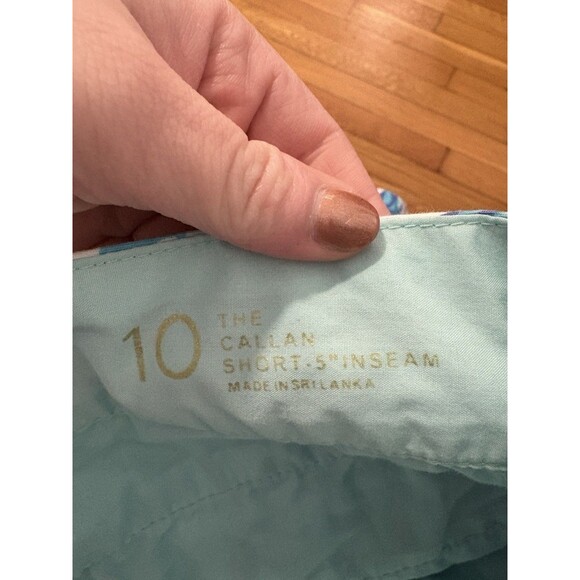 10
THE
CALLAN
SHORT-5" INSEAM
MADE IN SRI LANKA